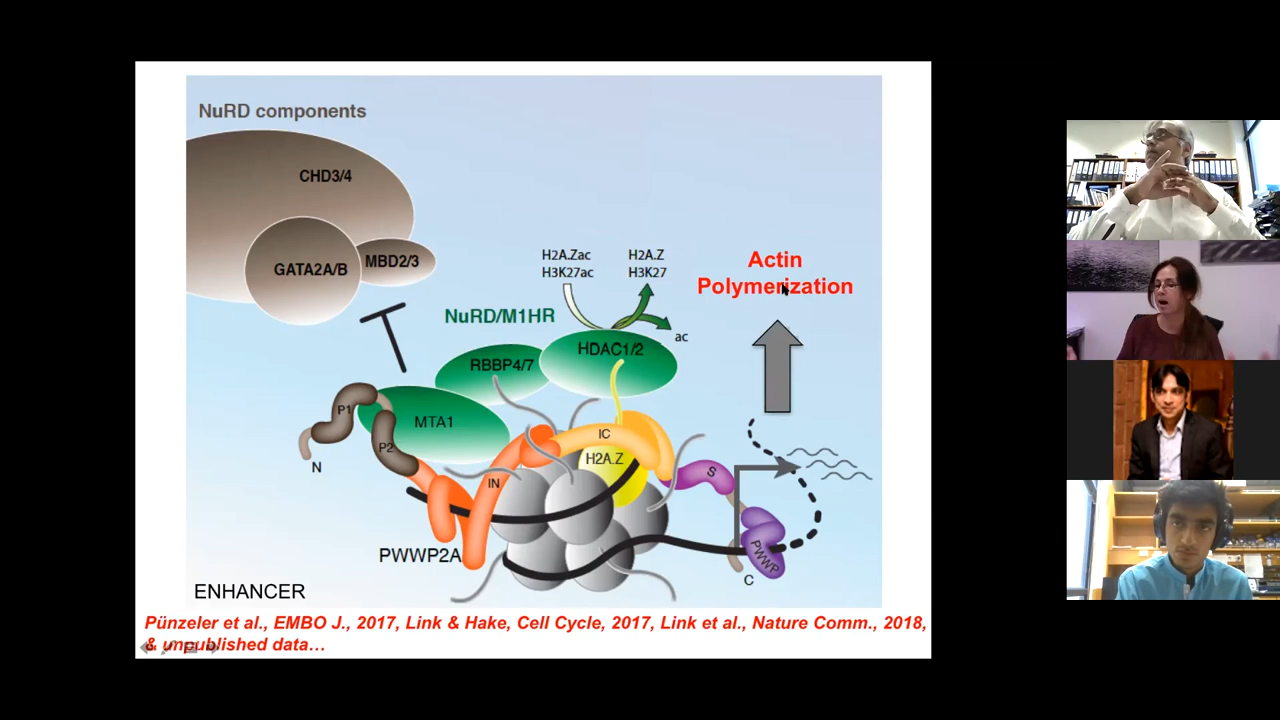 NuRD components
CHD3/4
GATA2A/B
MBD2/3
H2A.Zac
H3K27ac
H2A.Z
H3K27
ac
Actin
Polymerization
NuRD/M1HR
HDAC1/2
RBBP4/7
MTA1
P1
P2
N
IN
IC
H2A.Z
S
PWWP
C
PWWP2A
ENHANCER
Pünzeler et al., EMBO J., 2017, Link & Hake, Cell Cycle, 2017, Link et al., Nature Comm., 2018,
& unpublished data…